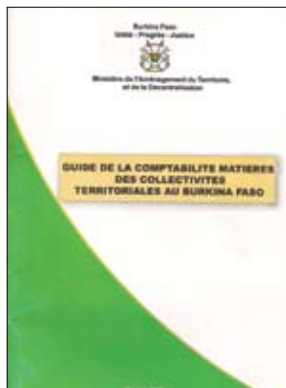 Burkina Faso
Unité - Progrès - Justice
Ministère de l'Aménagement du Territoire,
et de la Décentralisation
GUIDE DE LA COMPTABILITE MATIERES
DES COLLECTIVITES
TERRITORIALES AU BURKINA FASO